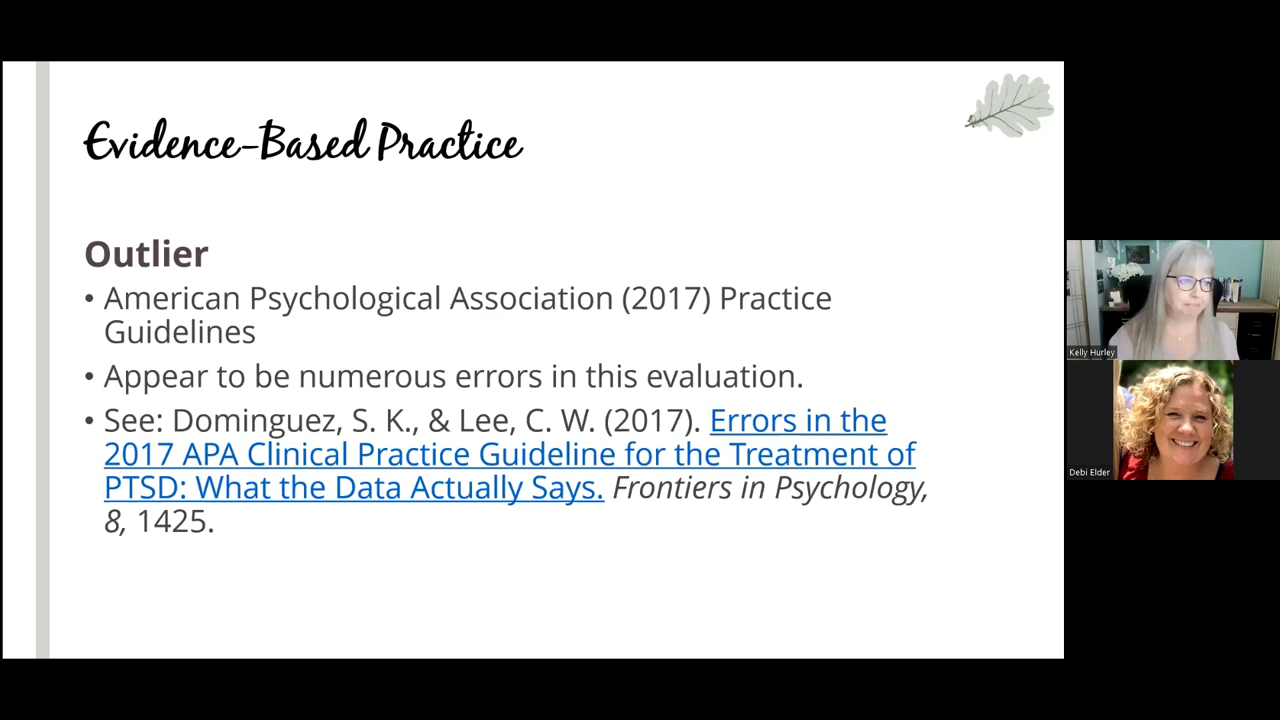 Evidence-Based Practice
Outlier
• American Psychological Association (2017) Practice
Guidelines
• Appear to be numerous errors in this evaluation.
• See: Dominguez, S. K., & Lee, C. W. (2017). Errors in the
2017 APA Clinical Practice Guideline for the Treatment of
PTSD: What the Data Actually Says. Frontiers in Psychology,
8, 1425.
Kelly Hurley
Debi Elder